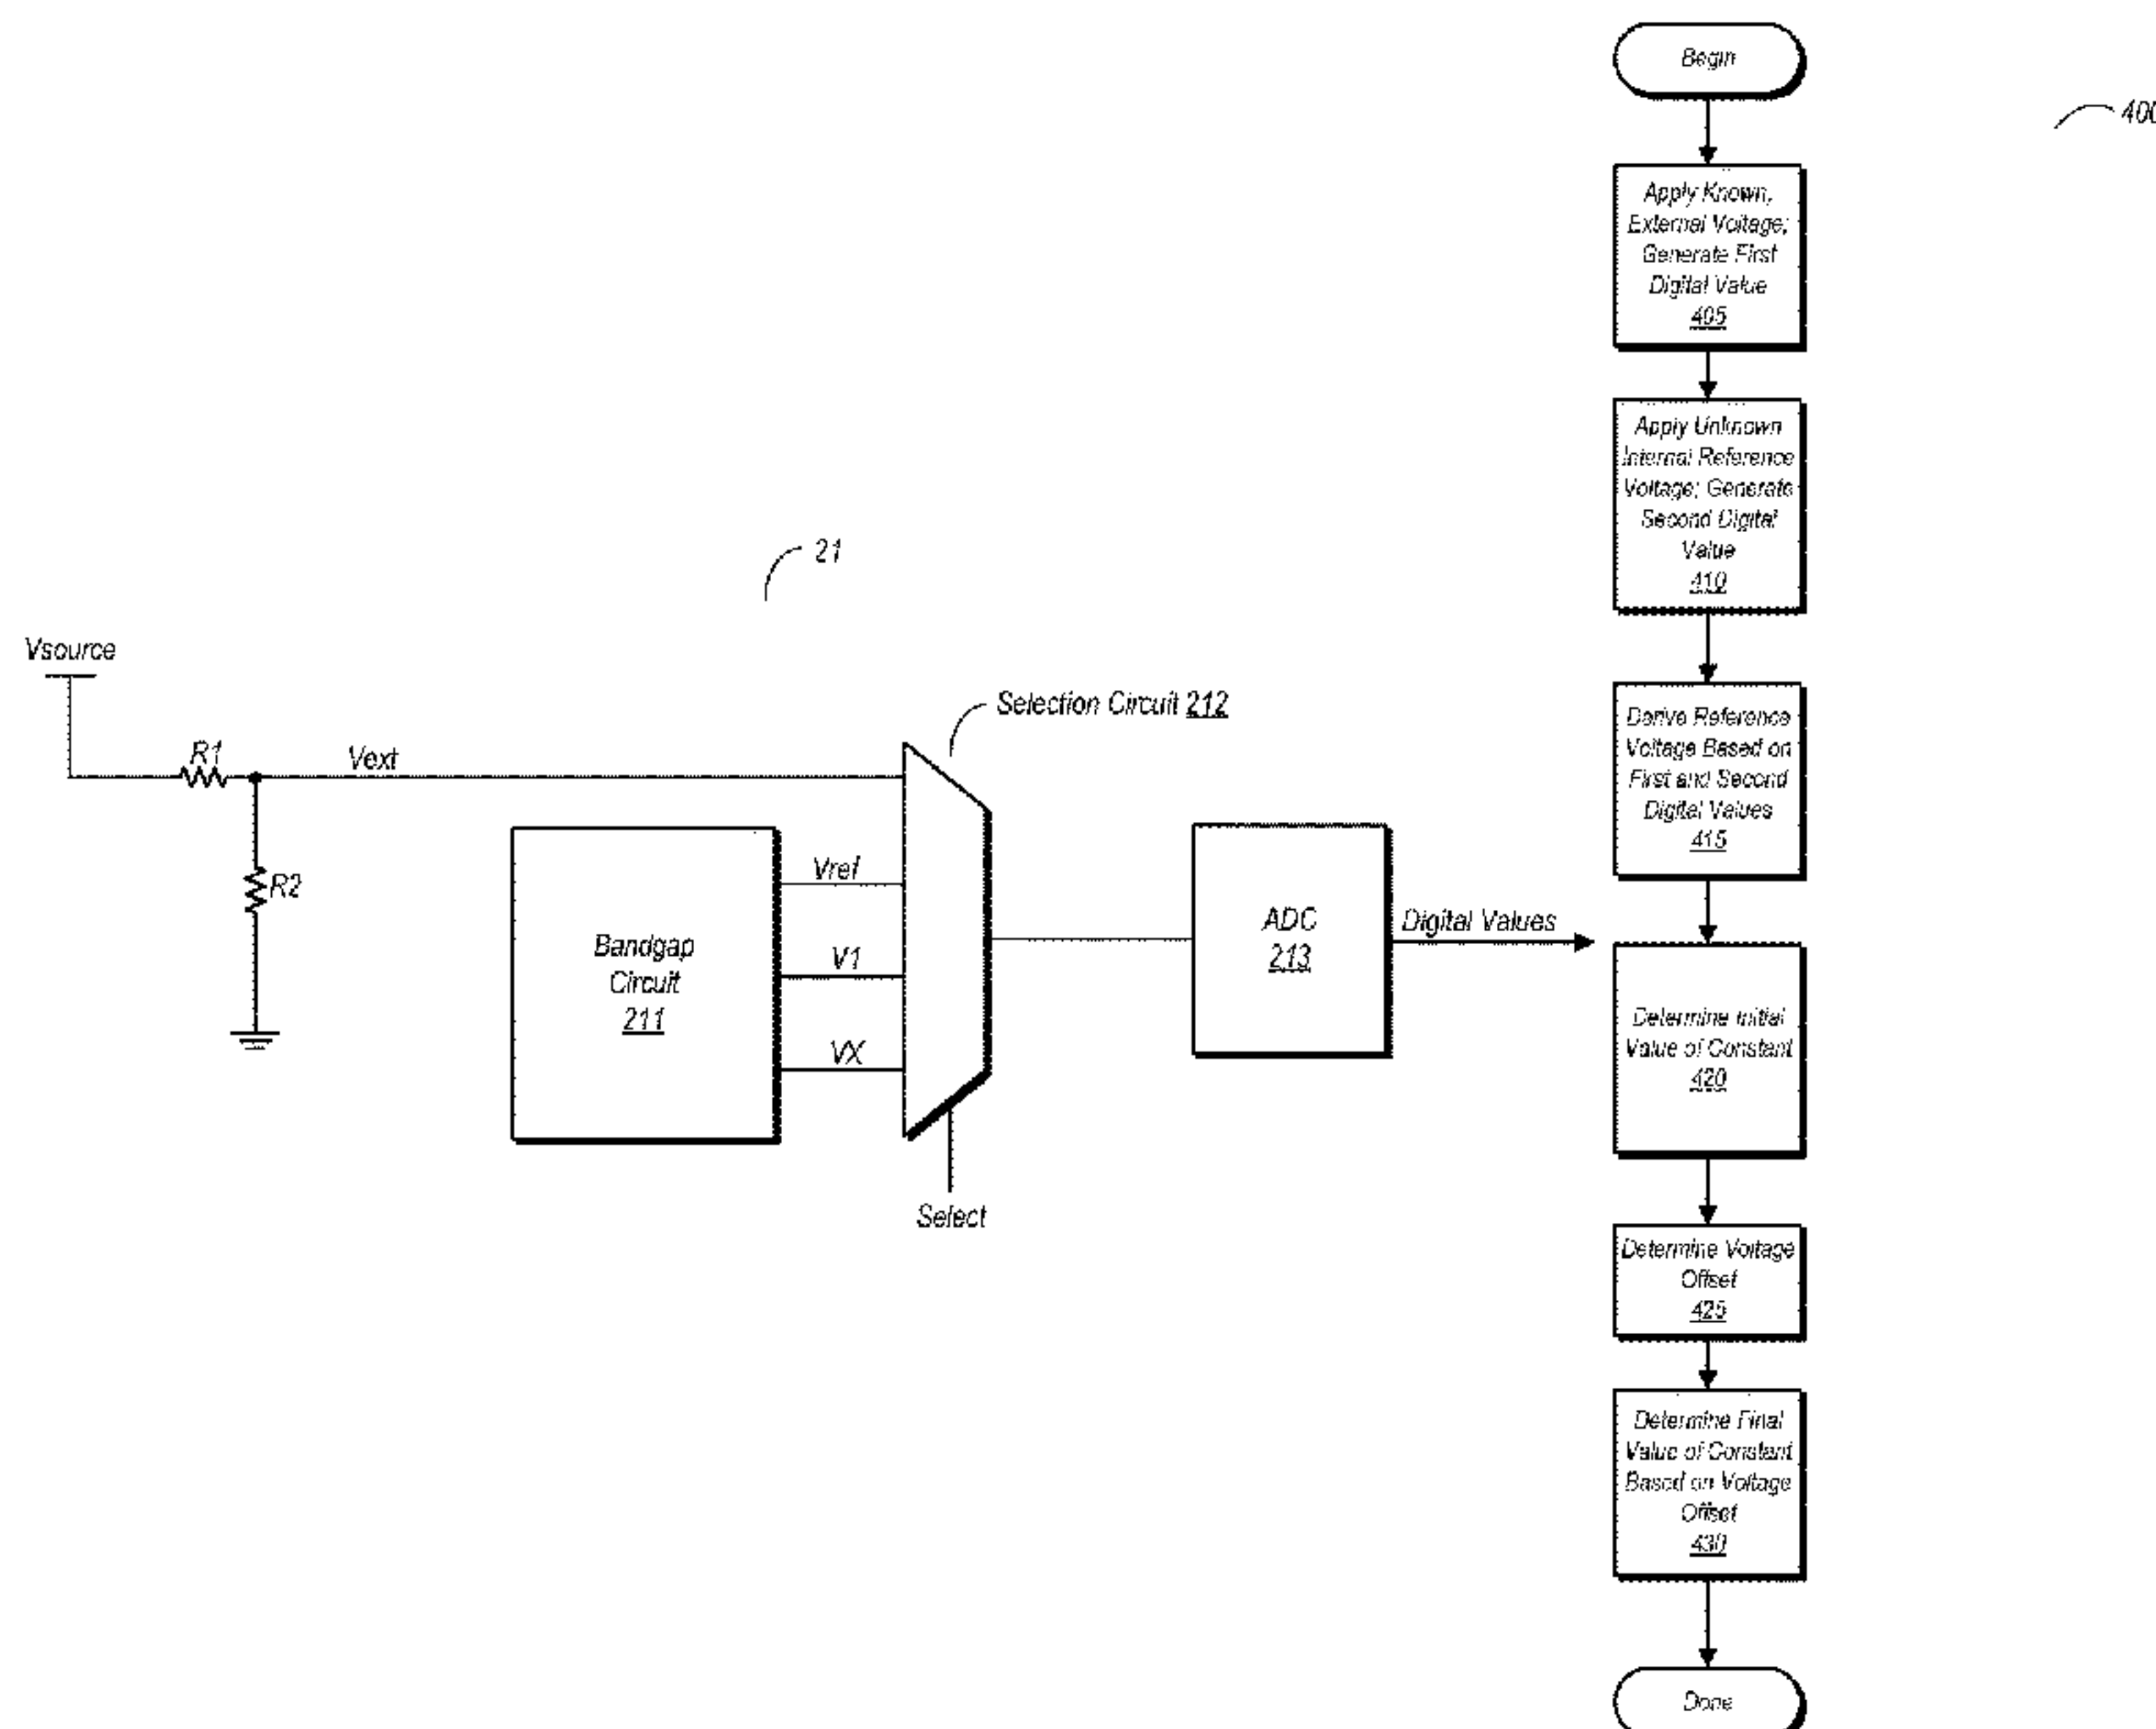 21
Vsource
R1
Vext
R2
Selection Circuit 212
Bandgap
Circuit
211
Vref
V1
VX
Select
ADC
213
Digital Values
400
Begin
Apply Known,
External Voltage;
Generate First
Digital Value
405
Apply Unknown
Internal Reference
Voltage; Generate
Second Digital
Value
410
Derive Reference
Voltage Based on
First and Second
Digital Values
415
Determine Initial
Value of Constant
420
Determine Voltage
Offset
425
Determine Final
Value of Constant
Based on Voltage
Offset
430
Done